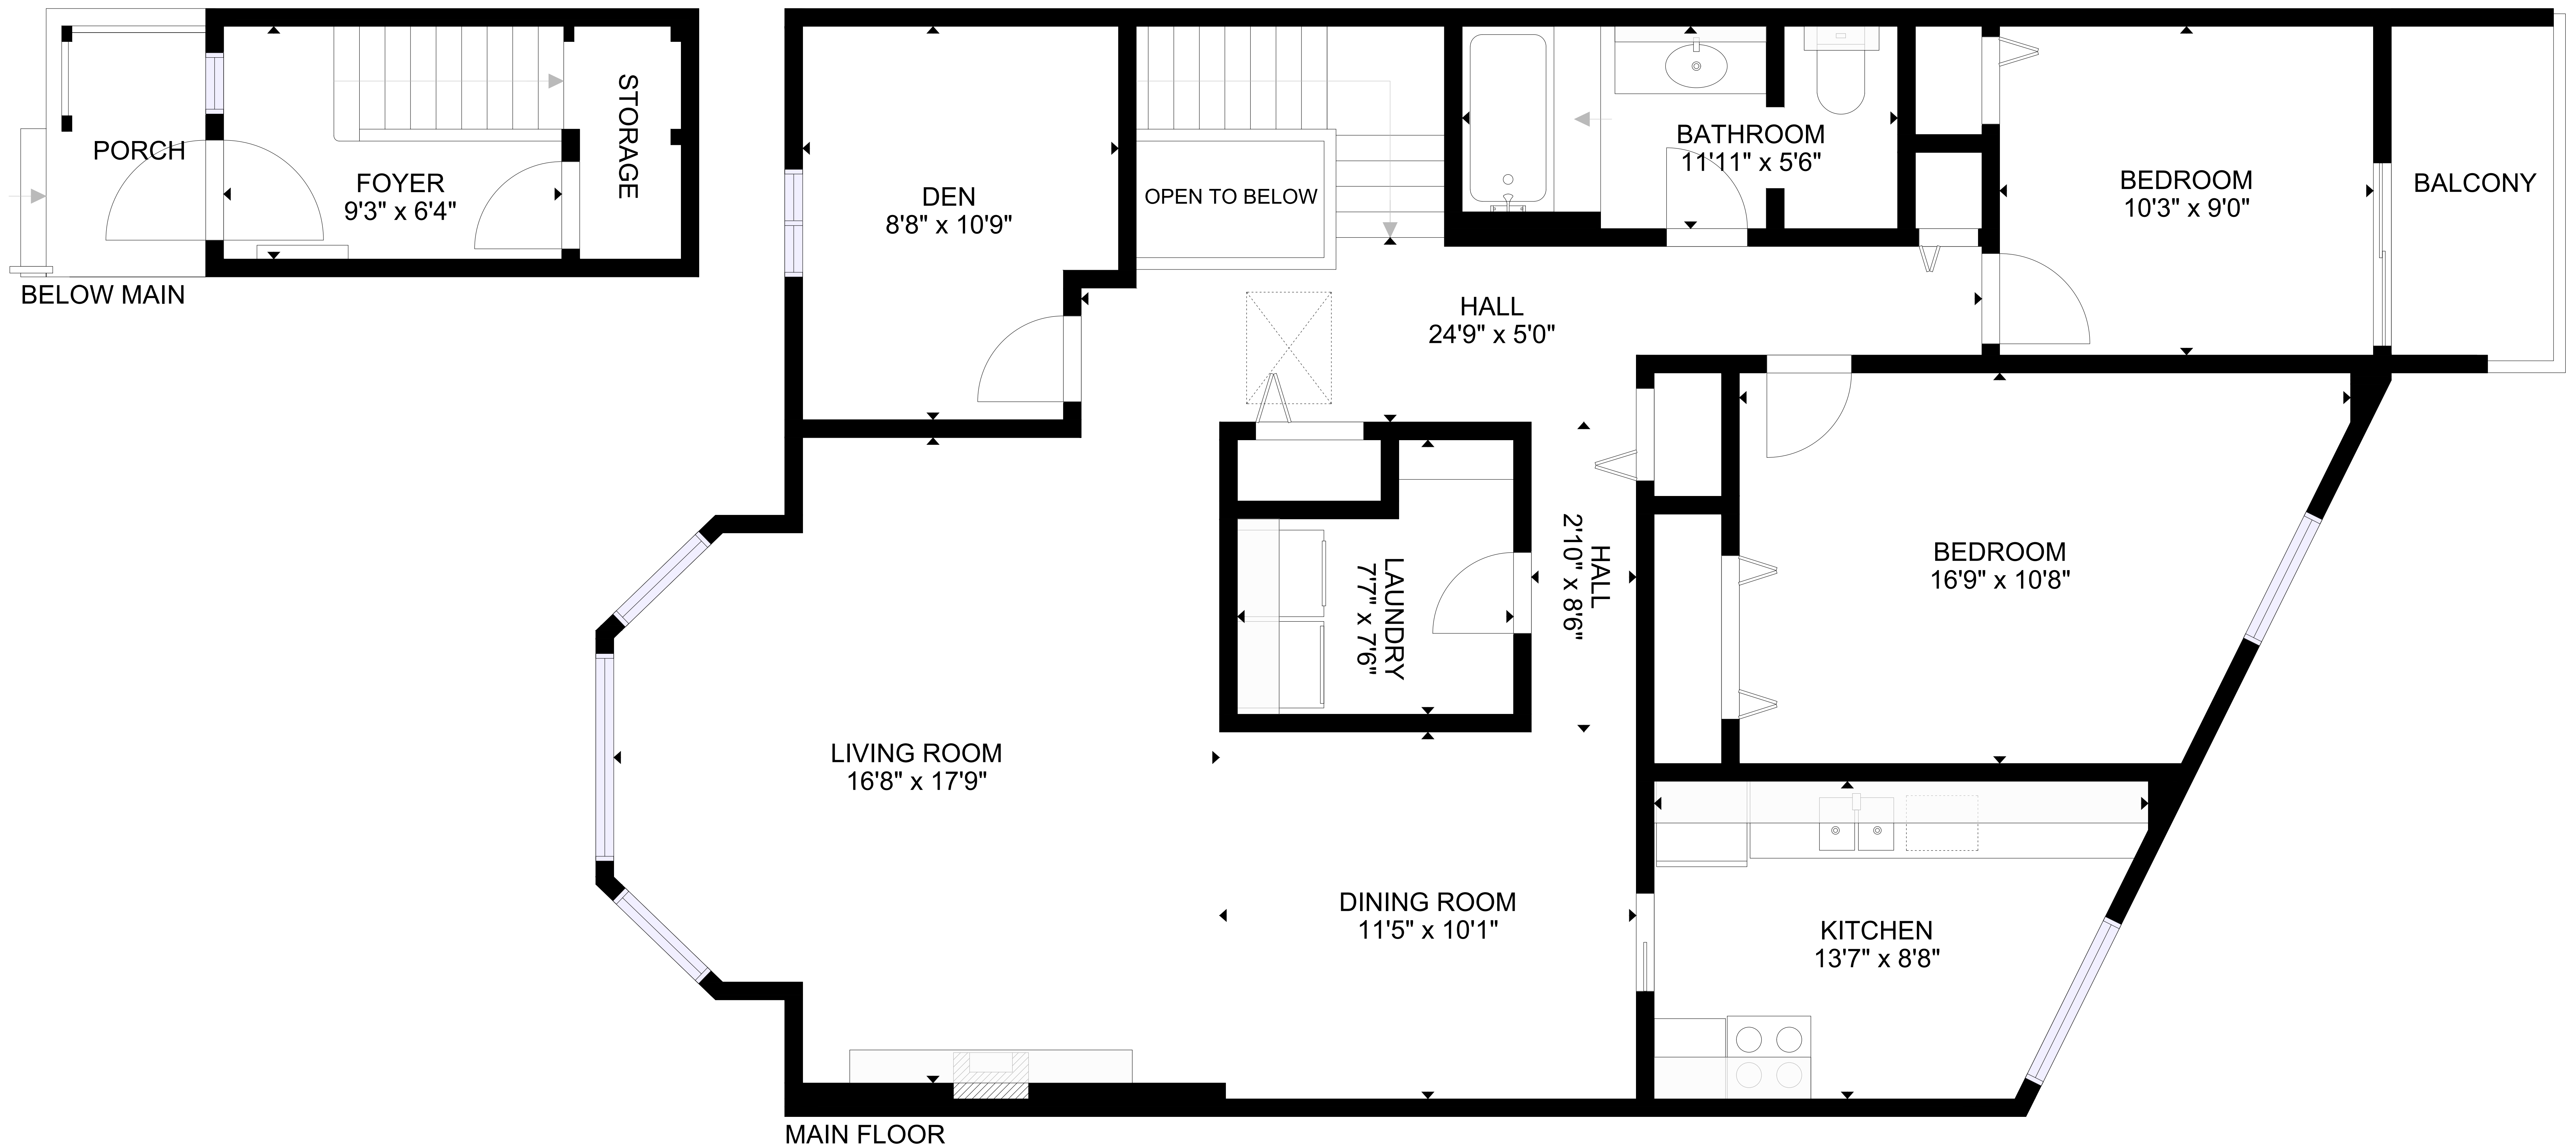 PORCH
FOYER
9'3" x 6'4"
STORAGE
BELOW MAIN
DEN
8'8" x 10'9"
OPEN TO BELOW
BATHROOM
11'11" x 5'6"
BEDROOM
10'3" x 9'0"
BALCONY
HALL
24'9" x 5'0"
LAUNDRY
7'7" x 7'6"
HALL
2'10" x 8'6"
BEDROOM
16'9" x 10'8"
LIVING ROOM
16'8" x 17'9"
DINING ROOM
11'5" x 10'1"
KITCHEN
13'7" x 8'8"
MAIN FLOOR